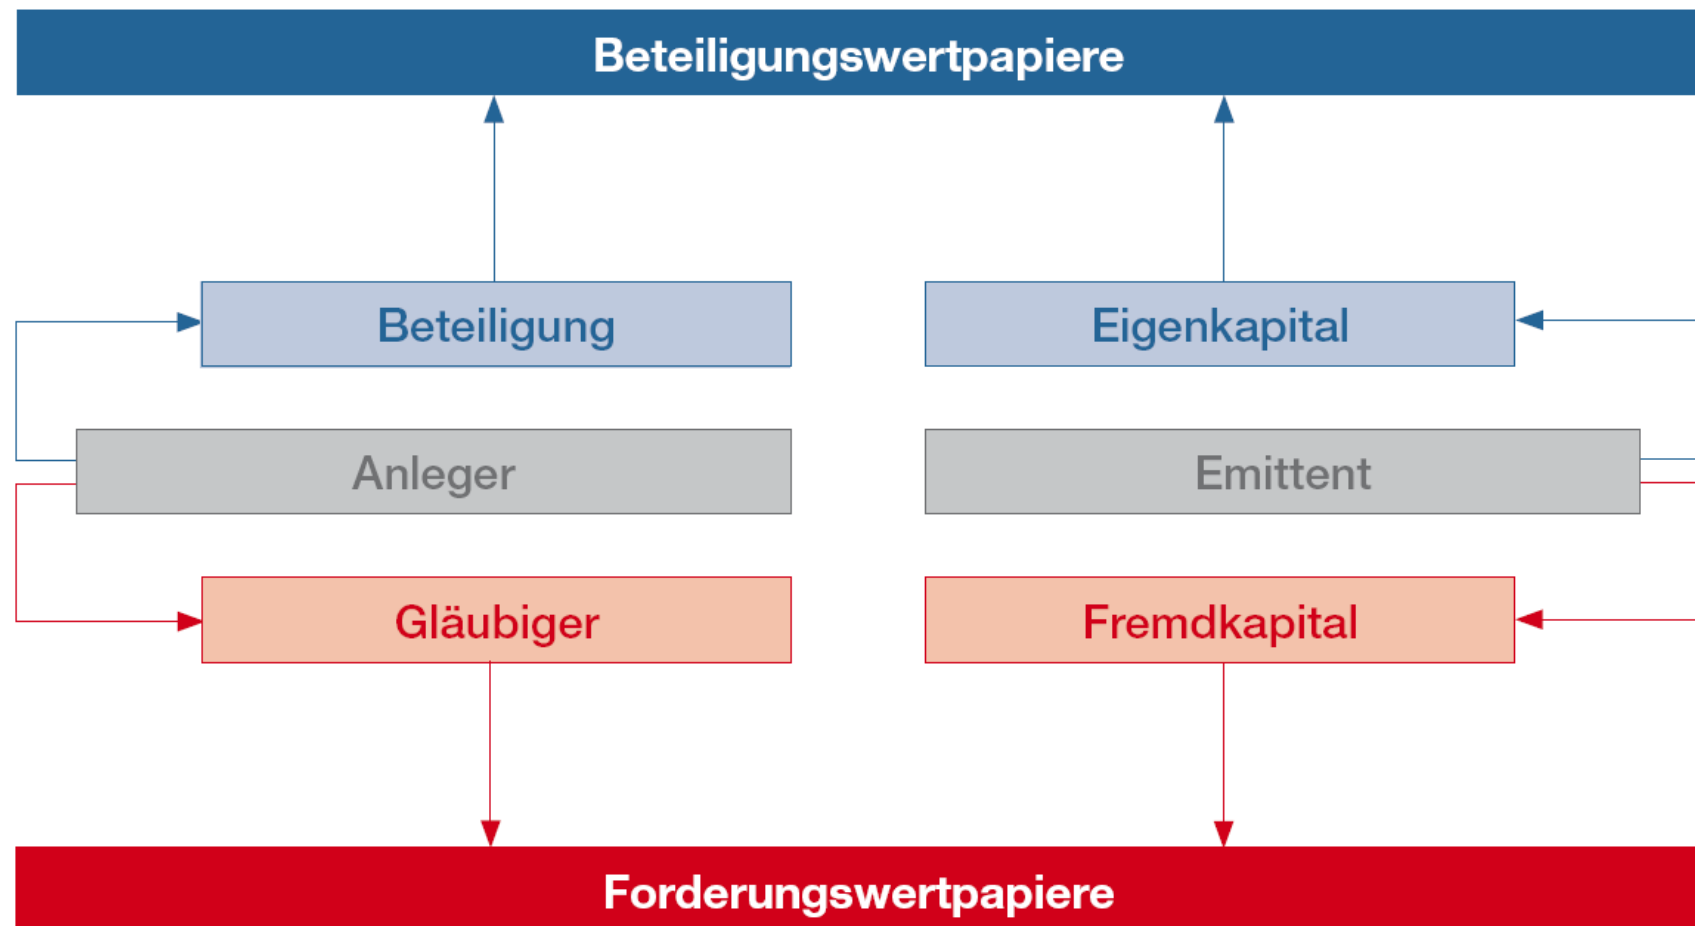 Beteiligungswertpapiere
Beteiligung
Eigenkapital
Anleger
Emittent
Gläubiger
Fremdkapital
Forderungswertpapiere